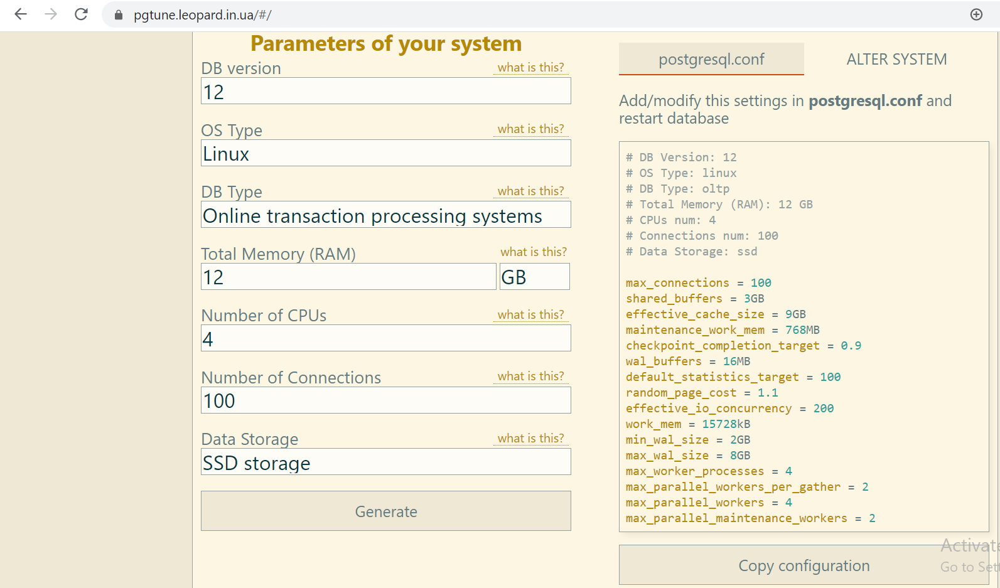 pgtune.leopard.in.ua/#/
Parameters of your system
DB version what is this?
12
OS Type what is this?
Linux
DB Type what is this?
Online transaction processing systems
Total Memory (RAM) what is this?
12 GB
Number of CPUs what is this?
4
Number of Connections what is this?
100
Data Storage what is this?
SSD storage
Generate
postgresql.conf ALTER SYSTEM
Add/modify this settings in postgresql.conf and
restart database
# DB Version: 12
# OS Type: linux
# DB Type: oltp
# Total Memory (RAM): 12 GB
# CPUs num: 4
# Connections num: 100
# Data Storage: ssd
max_connections = 100
shared_buffers = 3GB
effective_cache_size = 9GB
maintenance_work_mem = 768MB
checkpoint_completion_target = 0.9
wal_buffers = 16MB
default_statistics_target = 100
random_page_cost = 1.1
effective_io_concurrency = 200
work_mem = 15728kB
min_wal_size = 2GB
max_wal_size = 8GB
max_worker_processes = 4
max_parallel_workers_per_gather = 2
max_parallel_workers = 4
max_parallel_maintenance_workers = 2
Copy configuration
Activate
Go to Sett